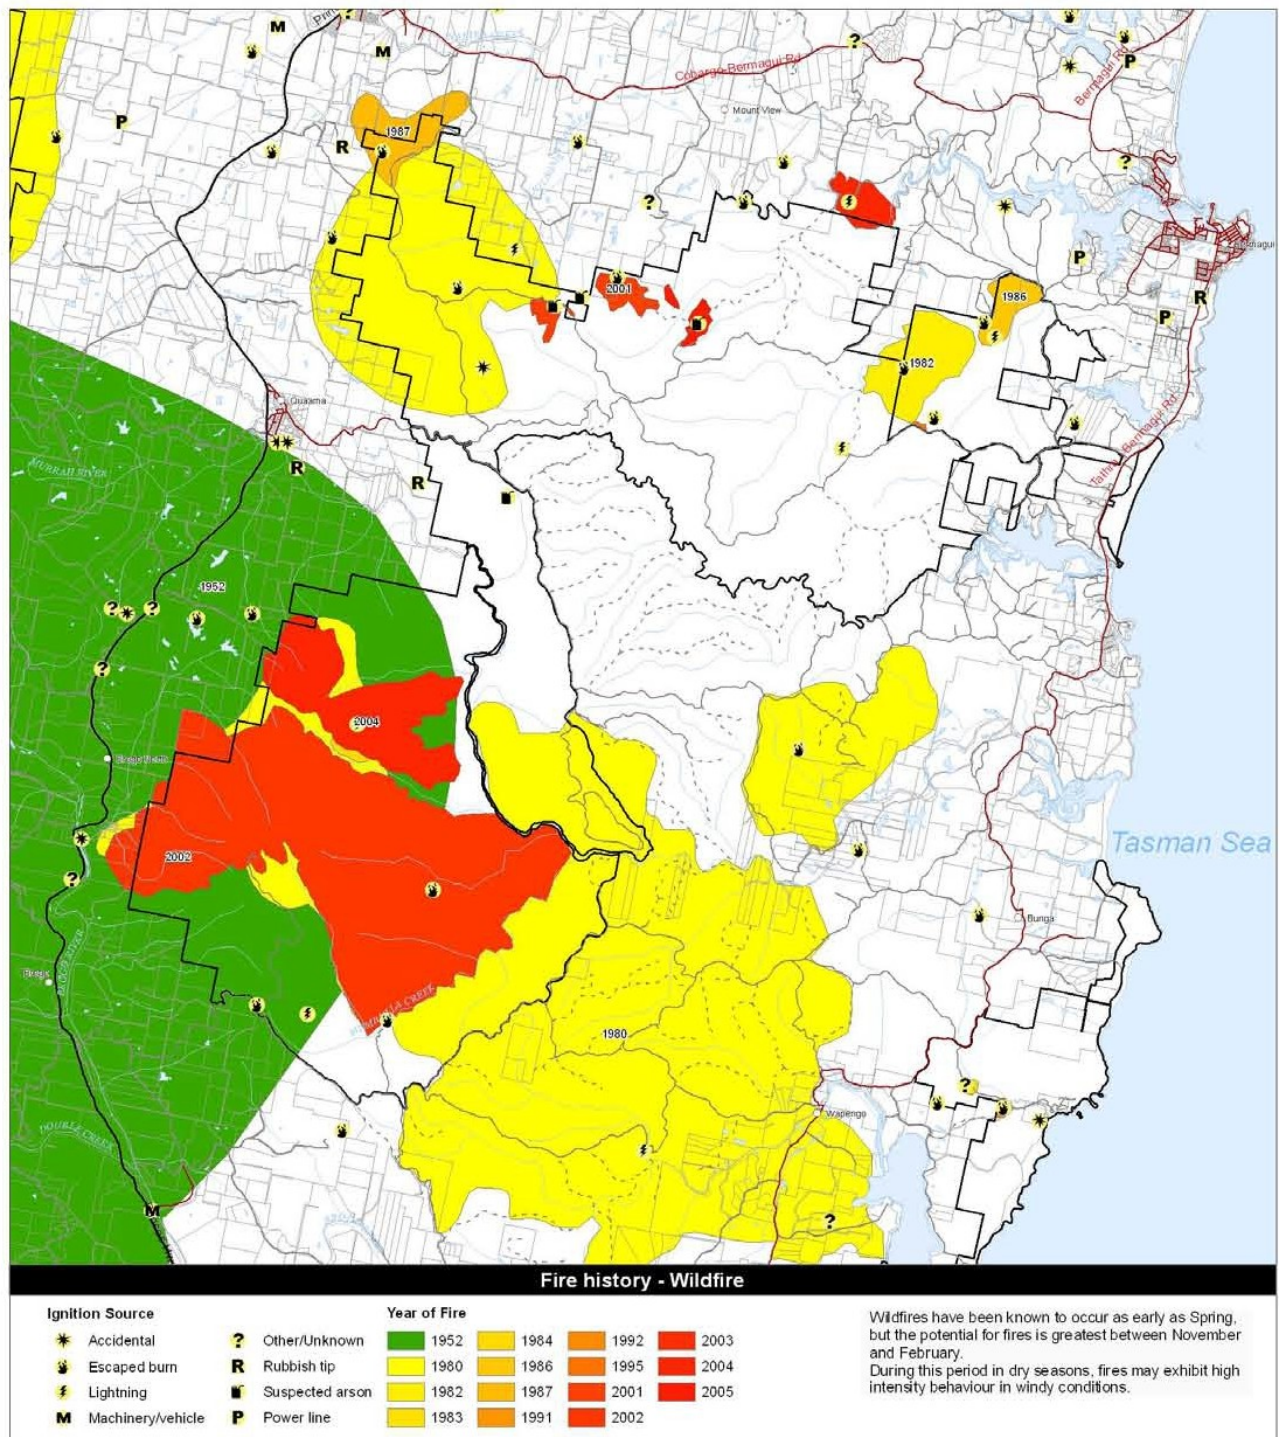 Cobargo-Bermagui Rd
Bermagui Rd
P
M
M
?
?
P
P
R
1987
Mount View
?
?
P
2001
1986
R
P
1982
Quaama
R
R
MURRAH RIVER
Tathra-Bermagui Rd
1952
?
?
?
2004
2002
?
Tasman Sea
Bunga
1980
?
Wapengo
DOUBLE CREEK
?
M
Fire history - Wildfire
Ignition Source
Accidental
Escaped burn
Lightning
M Machinery/vehicle
? Other/Unknown
R Rubbish tip
Suspected arson
P Power line
Year of Fire
1952
1980
1982
1983
1984
1986
1987
1991
1992
1995
2001
2002
2003
2004
2005
Wildfires have been known to occur as early as Spring,
but the potential for fires is greatest between November
and February.
During this period in dry seasons, fires may exhibit high
intensity behaviour in windy conditions.